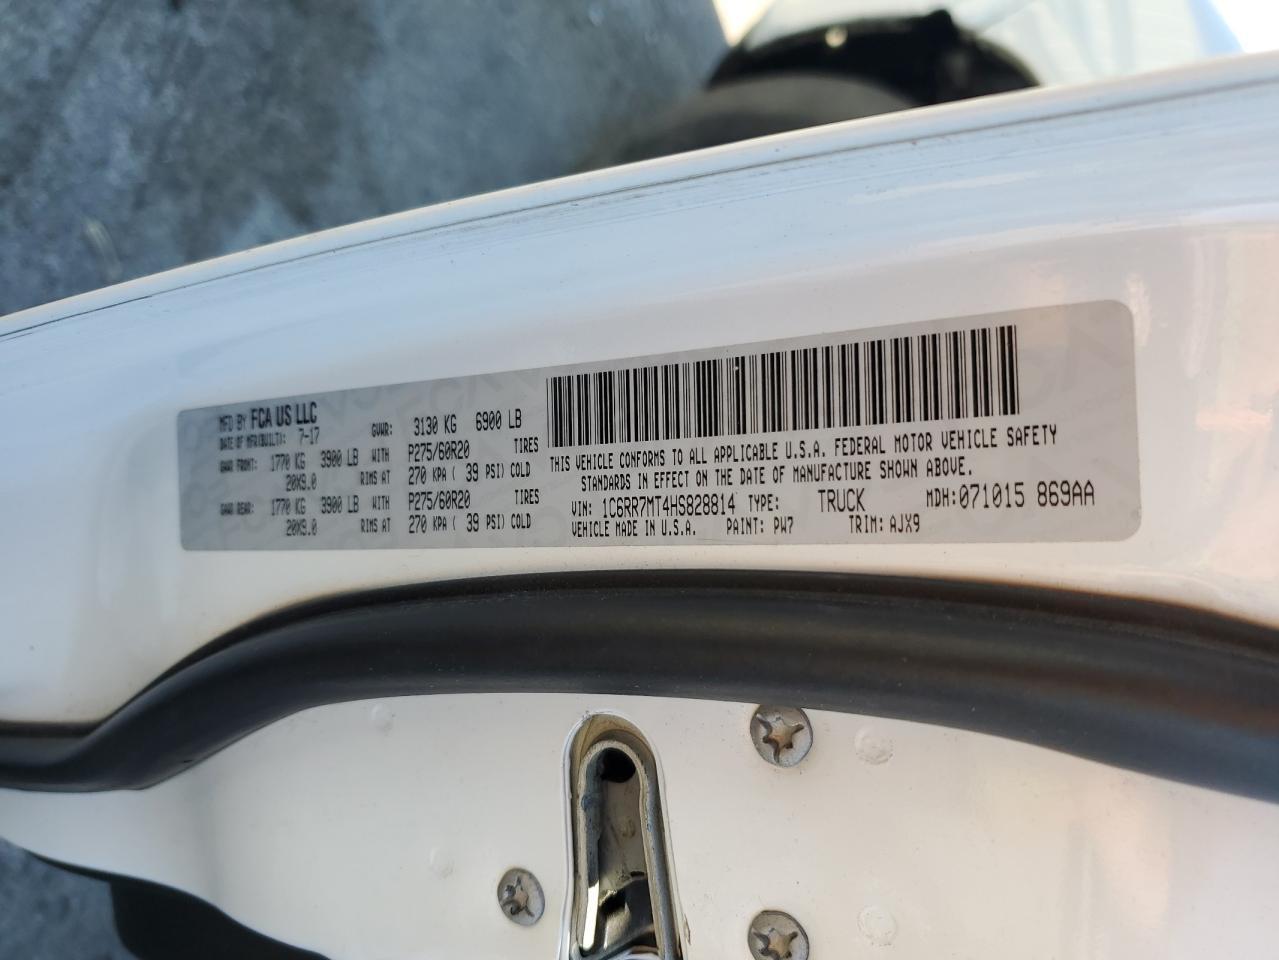 MFD BY FCA US LLC
DATE OF MFR(BUILT): 7-17 GVWR: 3130 KG 6900 LB
GAWR FRONT: 1770 KG 3900 LB WITH P275/60R20 TIRES
20X9.0 RIMS AT 270 KPA ( 39 PSI) COLD
GAWR REAR: 1770 KG 3900 LB WITH P275/60R20 TIRES
20X9.0 RIMS AT 270 KPA ( 39 PSI) COLD
THIS VEHICLE CONFORMS TO ALL APPLICABLE U.S.A. FEDERAL MOTOR VEHICLE SAFETY
STANDARDS IN EFFECT ON THE DATE OF MANUFACTURE SHOWN ABOVE.
VIN: 1C6RR7MT4HS828814 TYPE: TRUCK MDH:071015 869AA
VEHICLE MADE IN U.S.A. PAINT: PW7 TRIM: AJX9